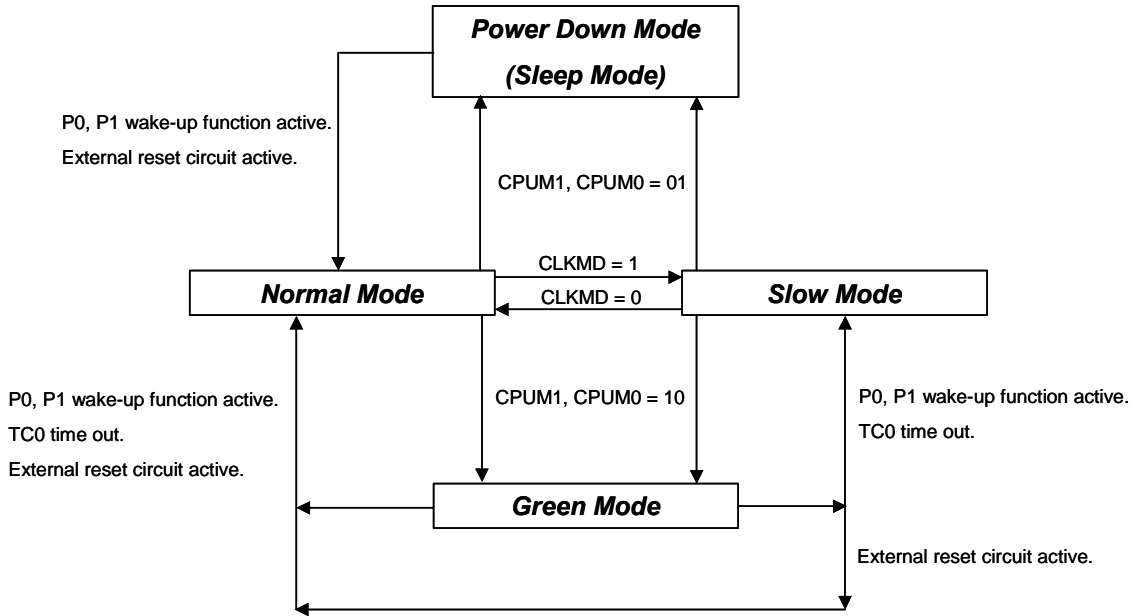 Power Down Mode
(Sleep Mode)
P0, P1 wake-up function active.
External reset circuit active.
CPUM1, CPUM0 = 01
CLKMD = 1
Normal Mode
Slow Mode
CLKMD = 0
P0, P1 wake-up function active.
TC0 time out.
External reset circuit active.
CPUM1, CPUM0 = 10
P0, P1 wake-up function active.
TC0 time out.
Green Mode
External reset circuit active.